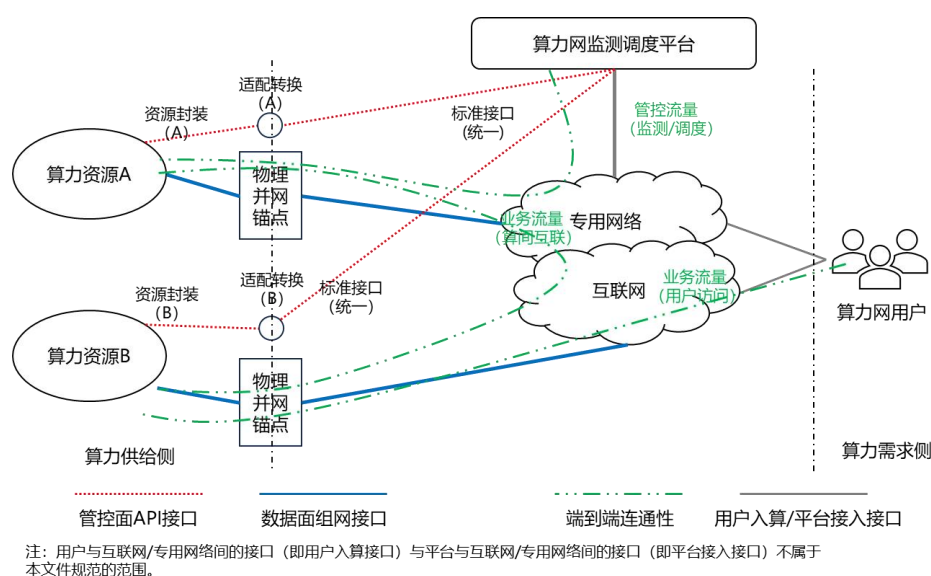 算力网监测调度平台
适配转换
（A）
资源封装
（A）
标准接口
(统一)
管控流量
（监测/调度）
算力资源A
物理
并网
锚点
业务流量
（算间互联）
专用网络
适配转换
（B）
资源封装
（B）
标准接口
（统一）
互联网
业务流量
（用户访问）
算力网用户
算力资源B
物理
并网
锚点
算力供给侧
算力需求侧
管控面API接口
数据面组网接口
端到端连通性
用户入算/平台接入接口
注：用户与互联网/专用网络间的接口（即用户入算接口）与平台与互联网/专用网络间的接口（即平台接入接口）不属于
本文件规范的范围。